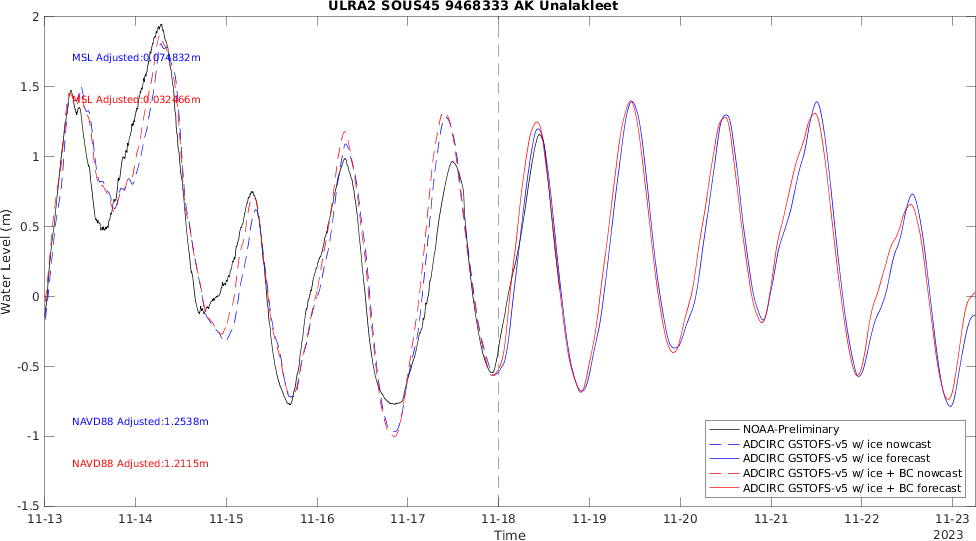 ULRA2 SOUS45 9468333 AK Unalakleet
2
1.5
1
0.5
0
-0.5
-1
-1.5
Water Level (m)
MSL Adjusted:0.074832m
MSL Adjusted:0.032466m
NAVD88 Adjusted:1.2538m
NAVD88 Adjusted:1.2115m
NOAA-Preliminary
ADCIRC GSTOFS-v5 w/ ice nowcast
ADCIRC GSTOFS-v5 w/ ice forecast
ADCIRC GSTOFS-v5 w/ ice + BC nowcast
ADCIRC GSTOFS-v5 w/ ice + BC forecast
11-13 11-14 11-15 11-16 11-17 11-18 11-19 11-20 11-21 11-22 11-23
Time 2023